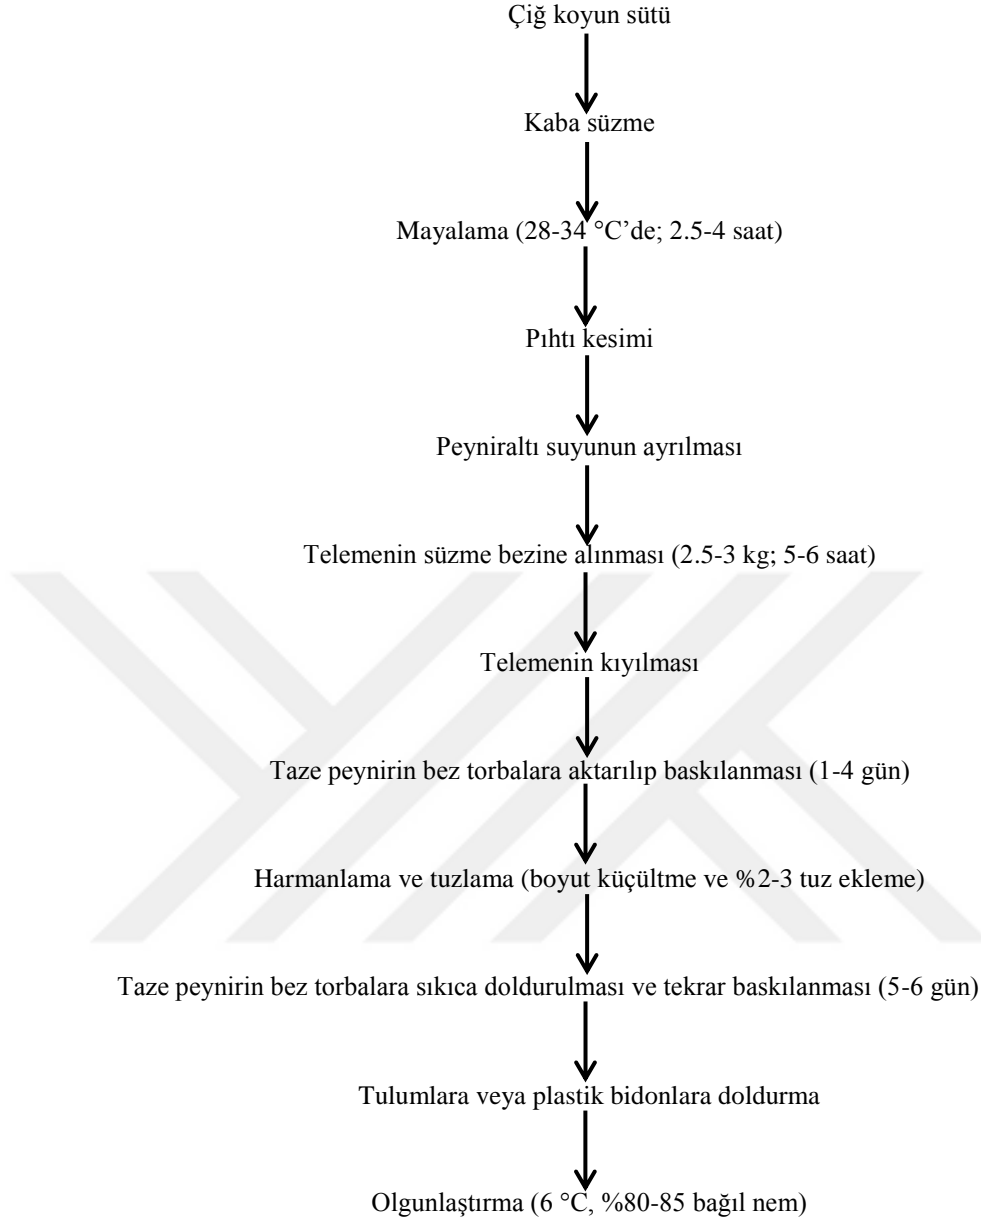 Çiğ koyun sütü
Kaba süzme
Mayalama (28-34 °C’de; 2.5-4 saat)
Pıhtı kesimi
Peyniraltı suyunun ayrılması
Telemenin süzme bezine alınması (2.5-3 kg; 5-6 saat)
Telemenin kıyılması
Taze peynirin bez torbalara aktarılıp baskılanması (1-4 gün)
Harmanlama ve tuzlama (boyut küçültme ve %2-3 tuz ekleme)
Taze peynirin bez torbalara sıkıca doldurulması ve tekrar baskılanması (5-6 gün)
Tulumlara veya plastik bidonlara doldurma
Olgunlaştırma (6 °C, %80-85 bağıl nem)